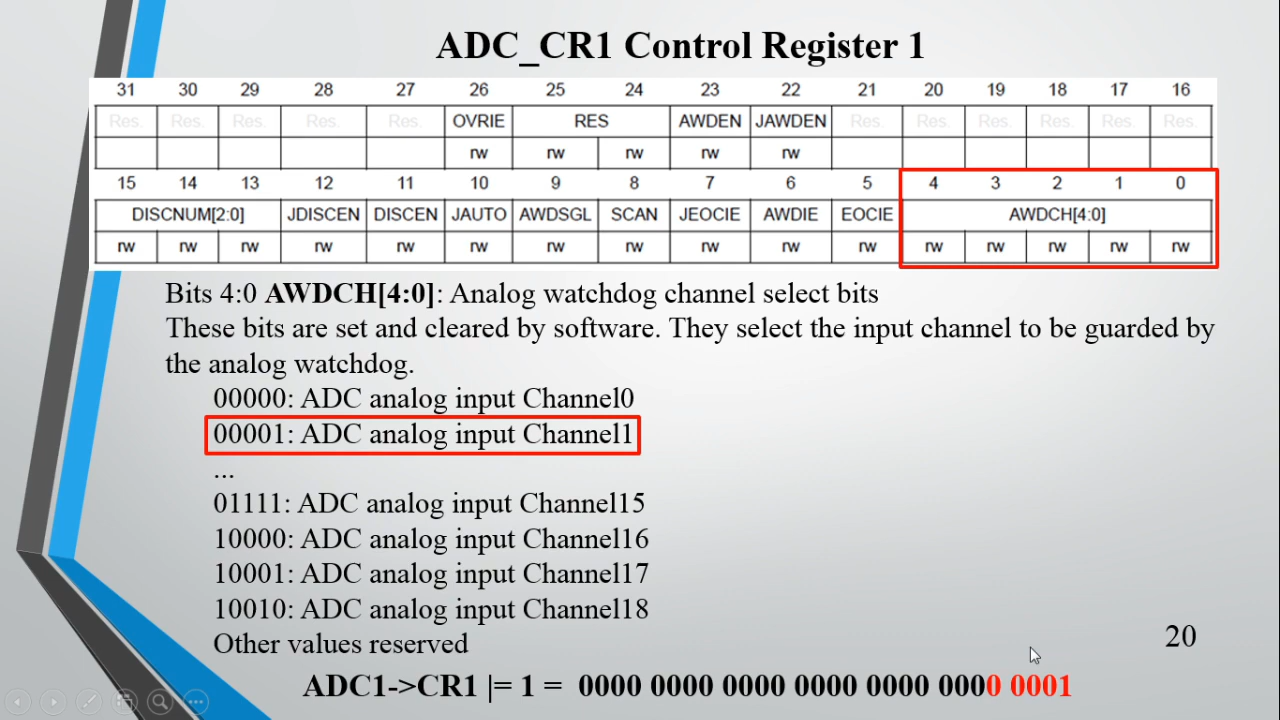 ADC_CR1 Control Register 1
31 30 29 28 27 26 25 24 23 22 21 20 19 18 17 16
Res. Res. Res. Res. Res. OVRIE RES AWDEN JAWDEN Res. Res. Res. Res. Res. Res.
rw rw rw rw rw
15 14 13 12 11 10 9 8 7 6 5 4 3 2 1 0
DISCNUM[2:0] JDISCEN DISCEN JAUTO AWDSGL SCAN JEOCIE AWDIE EOCIE AWDCH[4:0]
rw rw rw rw rw rw rw rw rw rw rw rw rw rw rw rw
Bits 4:0 AWDCH[4:0]: Analog watchdog channel select bits
These bits are set and cleared by software. They select the input channel to be guarded by
the analog watchdog.
00000: ADC analog input Channel0
00001: ADC analog input Channel1
...
01111: ADC analog input Channel15
10000: ADC analog input Channel16
10001: ADC analog input Channel17
10010: ADC analog input Channel18
Other values reserved
20
ADC1->CR1 |= 1 = 0000 0000 0000 0000 0000 0000 0001